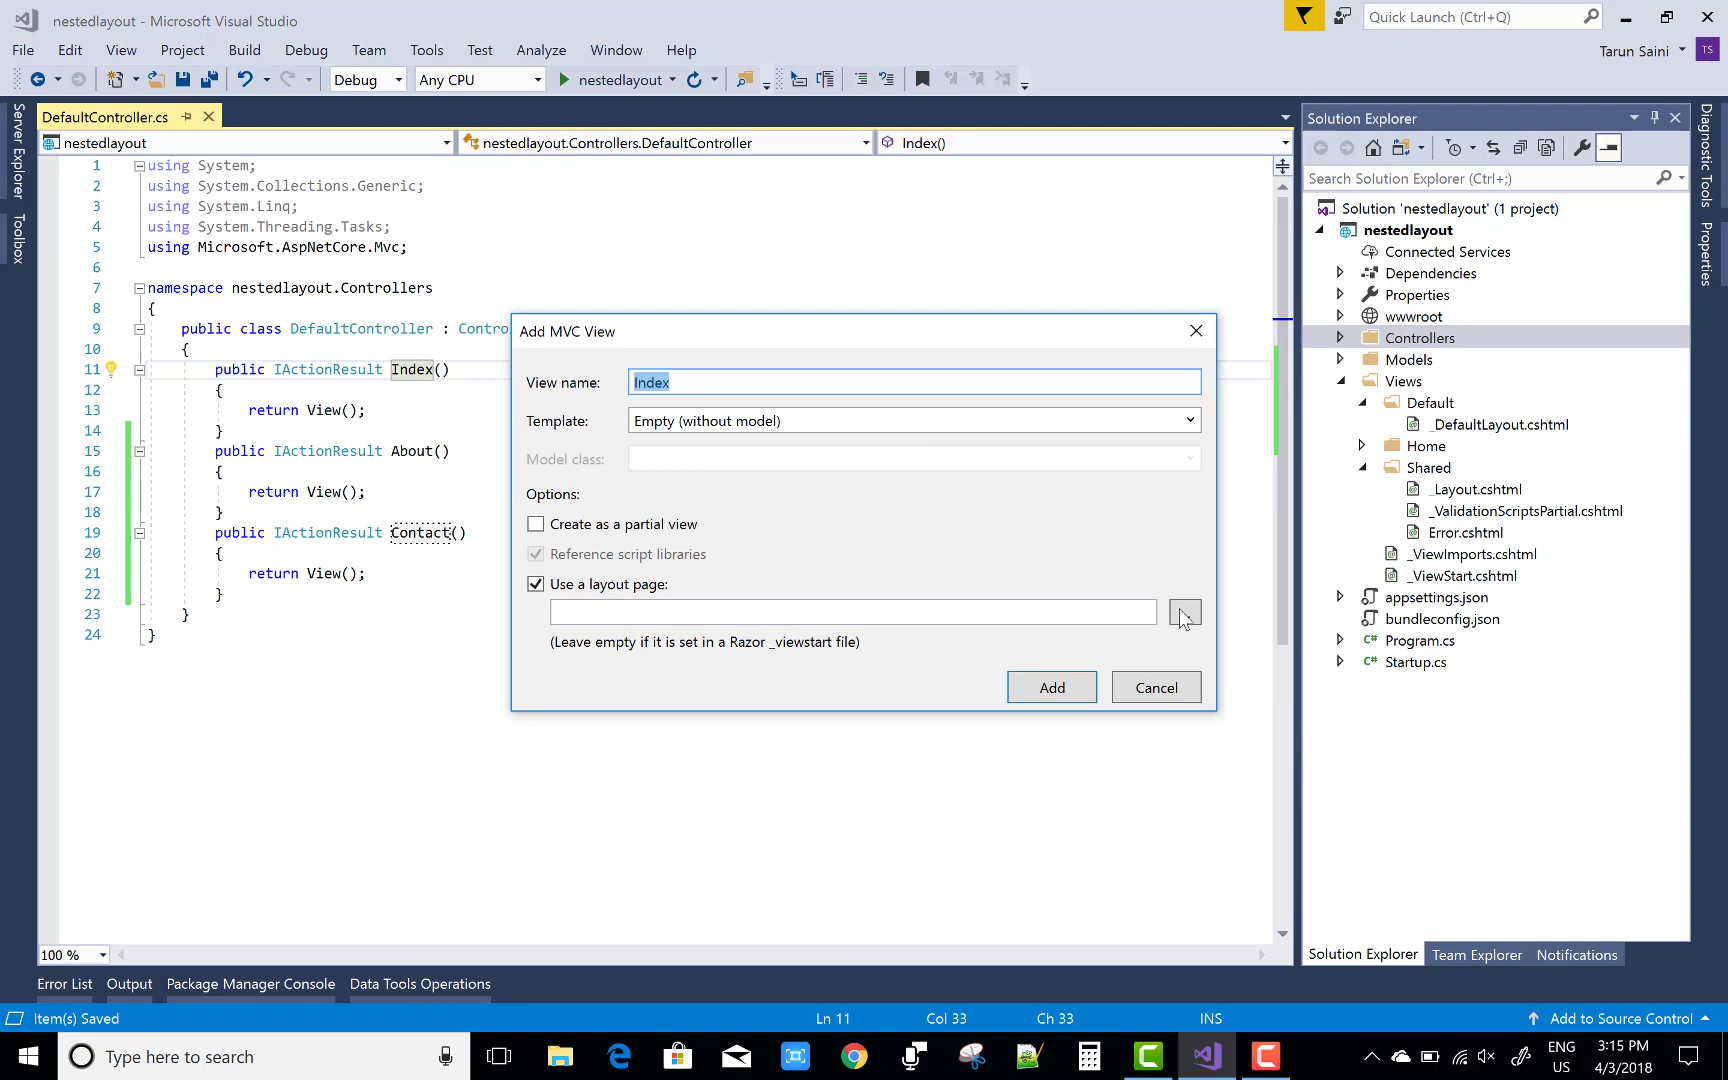 nestedlayout - Microsoft Visual Studio
Quick Launch (Ctrl+Q)
File Edit View Project Build Debug Team Tools Test Analyze Window Help
Tarun Saini TS
Debug Any CPU nestedlayout
Server Explorer
Toolbox
DefaultController.cs
nestedlayout nestedlayout.Controllers.DefaultController Index()
1 using System;
2 using System.Collections.Generic;
3 using System.Linq;
4 using System.Threading.Tasks;
5 using Microsoft.AspNetCore.Mvc;
6
7 namespace nestedlayout.Controllers
8 {
9 public class DefaultController : Contro
10 {
11 public IActionResult Index()
12 {
13 return View();
14 }
15 public IActionResult About()
16 {
17 return View();
18 }
19 public IActionResult Contact()
20 {
21 return View();
22 }
23 }
24 }
Add MVC View
View name: Index
Template: Empty (without model)
Model class:
Options:
Create as a partial view
Reference script libraries
Use a layout page:
(Leave empty if it is set in a Razor _viewstart file)
Add Cancel
Solution Explorer
Search Solution Explorer (Ctrl+;)
Solution 'nestedlayout' (1 project)
nestedlayout
Connected Services
Dependencies
Properties
wwwroot
Controllers
Models
Views
Default
_DefaultLayout.cshtml
Home
Shared
_Layout.cshtml
_ValidationScriptsPartial.cshtml
Error.cshtml
_ViewImports.cshtml
_ViewStart.cshtml
appsettings.json
bundleconfig.json
C# Program.cs
C# Startup.cs
Diagnostic Tools
Properties
100 %
Solution Explorer Team Explorer Notifications
Error List Output Package Manager Console Data Tools Operations
Item(s) Saved Ln 11 Col 33 Ch 33 INS Add to Source Control
Type here to search
ENG
US
3:15 PM
4/3/2018